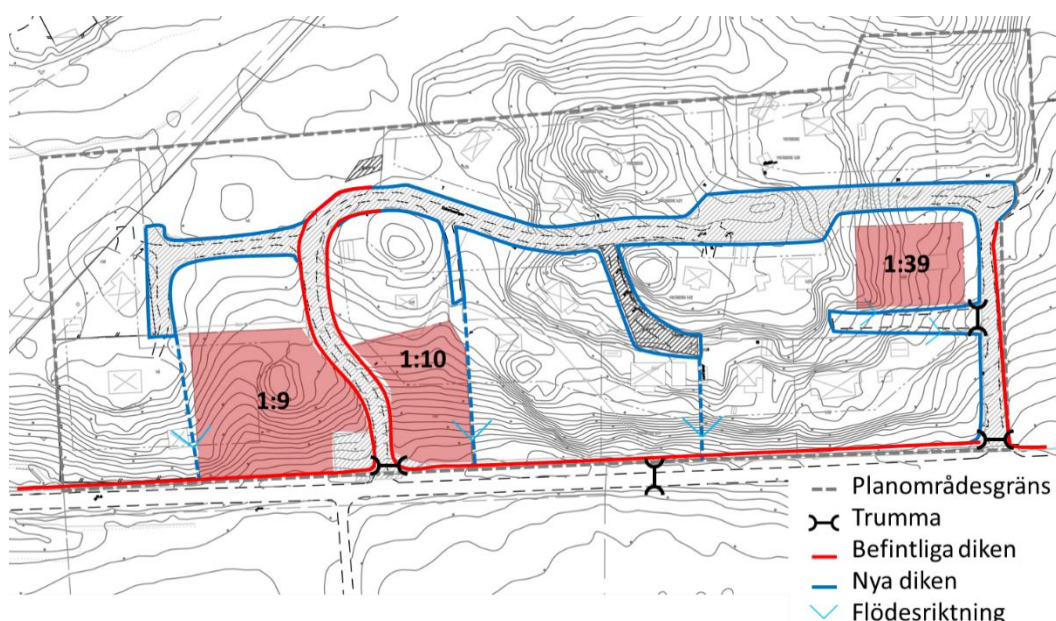 1:39
1:10
1:9
Planområdesgräns
Trumma
Befintliga diken
Nya diken
Flödesriktning